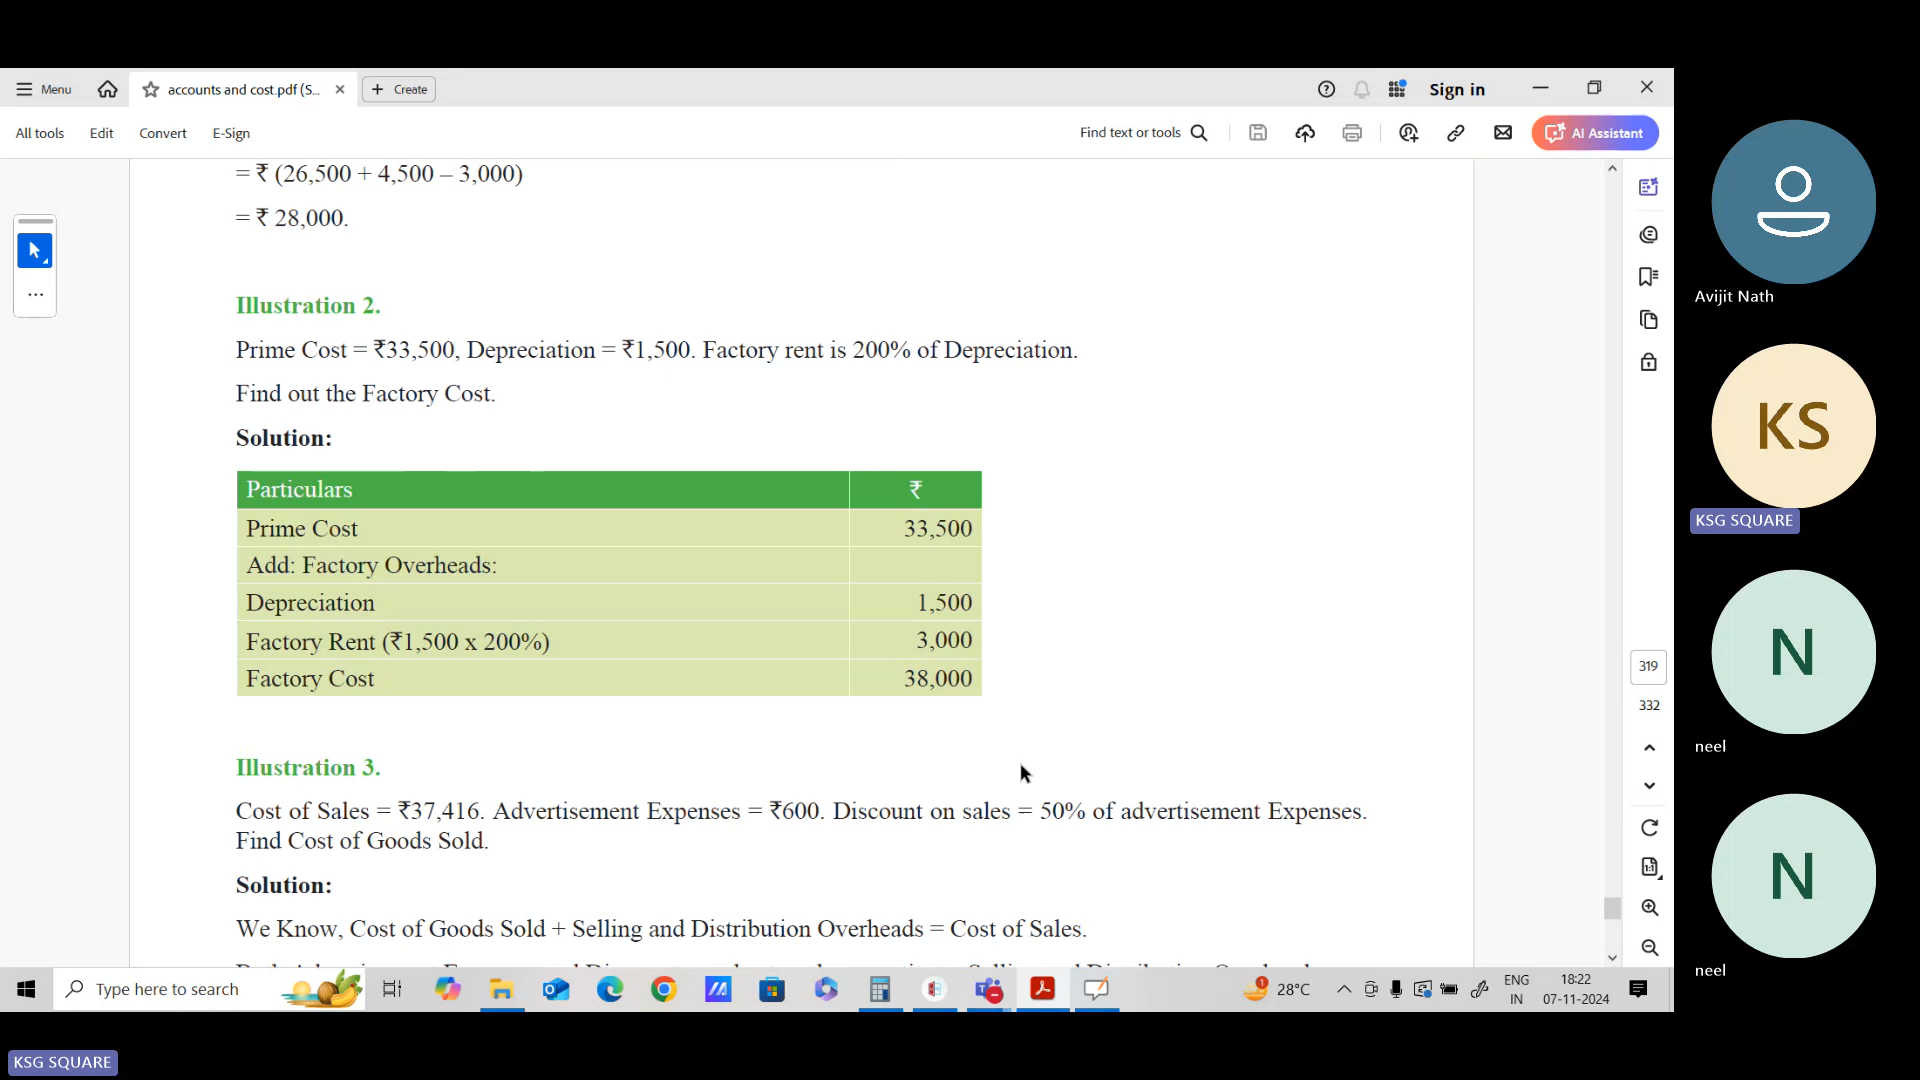 Menu
accounts and cost.pdf (S...
Create
Sign in
All tools
Edit
Convert
E-Sign
Find text or tools
AI Assistant
= ₹ (26,500 + 4,500 – 3,000)
= ₹ 28,000.
Illustration 2.
Prime Cost = ₹33,500, Depreciation = ₹1,500. Factory rent is 200% of Depreciation.
Find out the Factory Cost.
Solution:
Particulars ₹
Prime Cost 33,500
Add: Factory Overheads:
Depreciation 1,500
Factory Rent (₹1,500 x 200%) 3,000
Factory Cost 38,000
Illustration 3.
Cost of Sales = ₹37,416. Advertisement Expenses = ₹600. Discount on sales = 50% of advertisement Expenses.
Find Cost of Goods Sold.
Solution:
We Know, Cost of Goods Sold + Selling and Distribution Overheads = Cost of Sales.
319
332
Type here to search
28°C
ENG
IN
18:22
07-11-2024
Avijit Nath
KS
KSG SQUARE
N
neel
N
neel
KSG SQUARE